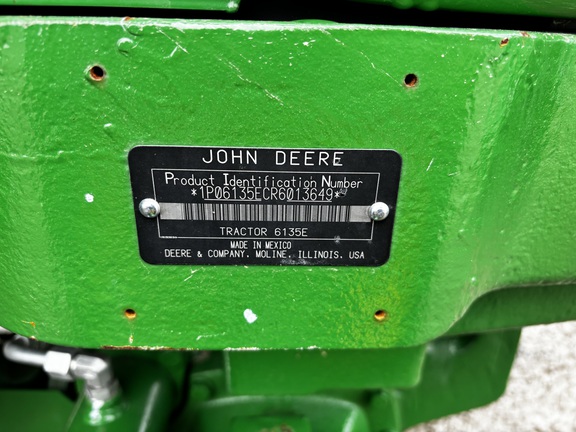 JOHN DEERE
Product Identification Number
*1P06135ECR6013649*
TRACTOR 6135E
MADE IN MEXICO
DEERE & COMPANY, MOLINE, ILLINOIS, USA